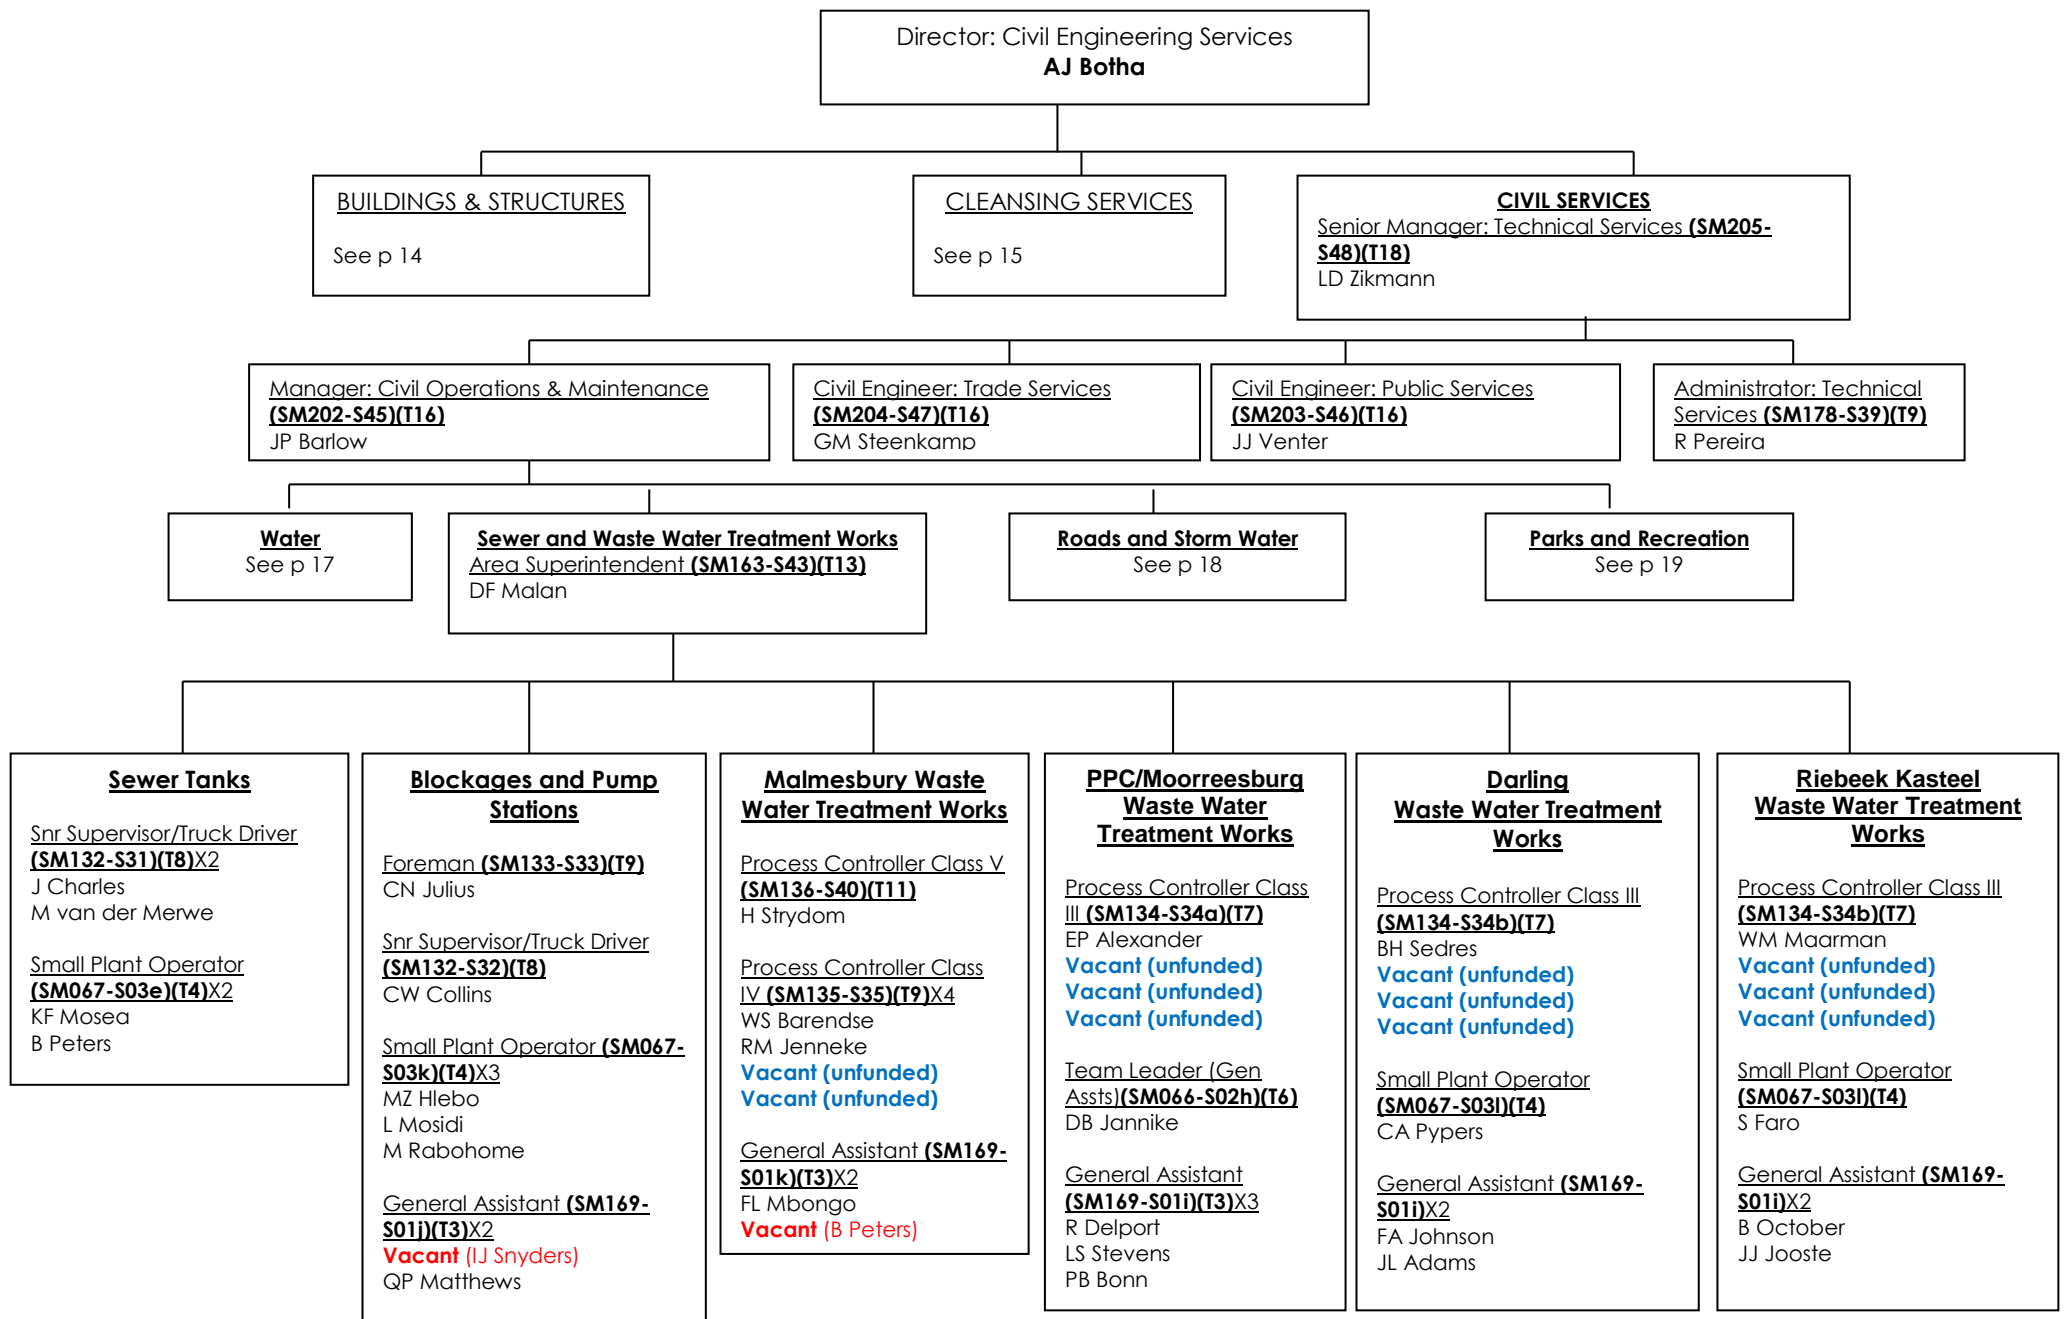 Director: Civil Engineering Services
AJ Botha
BUILDINGS & STRUCTURES
See p 14
CLEANSING SERVICES
See p 15
CIVIL SERVICES
Senior Manager: Technical Services (SM205-
S48)(T18)
LD Zikmann
Manager: Civil Operations & Maintenance
(SM202-S45)(T16)
JP Barlow
Civil Engineer: Trade Services
(SM204-S47)(T16)
GM Steenkamp
Civil Engineer: Public Services
(SM203-S46)(T16)
JJ Venter
Administrator: Technical
Services (SM178-S39)(T9)
R Pereira
Water
See p 17
Sewer and Waste Water Treatment Works
Area Superintendent (SM163-S43)(T13)
DF Malan
Roads and Storm Water
See p 18
Parks and Recreation
See p 19
Sewer Tanks
Snr Supervisor/Truck Driver
(SM132-S31)(T8)X2
J Charles
M van der Merwe
Small Plant Operator
(SM067-S03e)(T4)X2
KF Mosea
B Peters
Blockages and Pump
Stations
Foreman (SM133-S33)(T9)
CN Julius
Snr Supervisor/Truck Driver
(SM132-S32)(T8)
CW Collins
Small Plant Operator (SM067-
S03k)(T4)X3
MZ Hlebo
L Mosidi
M Rabohome
General Assistant (SM169-
S01j)(T3)X2
Vacant (IJ Snyders)
QP Matthews
Malmesbury Waste
Water Treatment Works
Process Controller Class V
(SM136-S40)(T11)
H Strydom
Process Controller Class
IV (SM135-S35)(T9)X4
WS Barendse
RM Jenneke
Vacant (unfunded)
Vacant (unfunded)
General Assistant (SM169-
S01k)(T3)X2
FL Mbongo
Vacant (B Peters)
PPC/Moorreesburg
Waste Water
Treatment Works
Process Controller Class
III (SM134-S34a)(T7)
EP Alexander
Vacant (unfunded)
Vacant (unfunded)
Vacant (unfunded)
Team Leader (Gen
Assts)(SM066-S02h)(T6)
DB Jannike
General Assistant
(SM169-S01i)(T3)X3
R Delport
LS Stevens
PB Bonn
Darling
Waste Water Treatment
Works
Process Controller Class III
(SM134-S34b)(T7)
BH Sedres
Vacant (unfunded)
Vacant (unfunded)
Vacant (unfunded)
Small Plant Operator
(SM067-S03l)(T4)
CA Pypers
General Assistant (SM169-
S01i)X2
FA Johnson
JL Adams
Riebeek Kasteel
Waste Water Treatment
Works
Process Controller Class III
(SM134-S34b)(T7)
WM Maarman
Vacant (unfunded)
Vacant (unfunded)
Vacant (unfunded)
Small Plant Operator
(SM067-S03l)(T4)
S Faro
General Assistant (SM169-
S01i)X2
B October
JJ Jooste